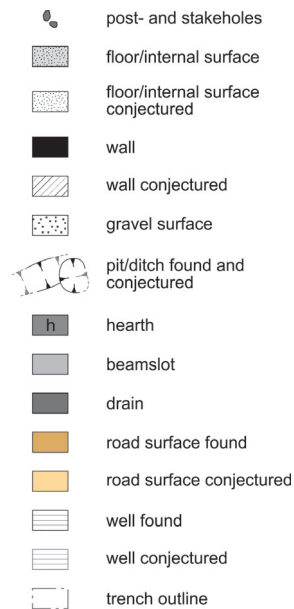 post- and stakeholes
floor/internal surface
floor/internal surface
conjectured
wall
wall conjectured
gravel surface
pit/ditch found and
conjectured
h hearth
beamslot
drain
road surface found
road surface conjectured
well found
well conjectured
trench outline